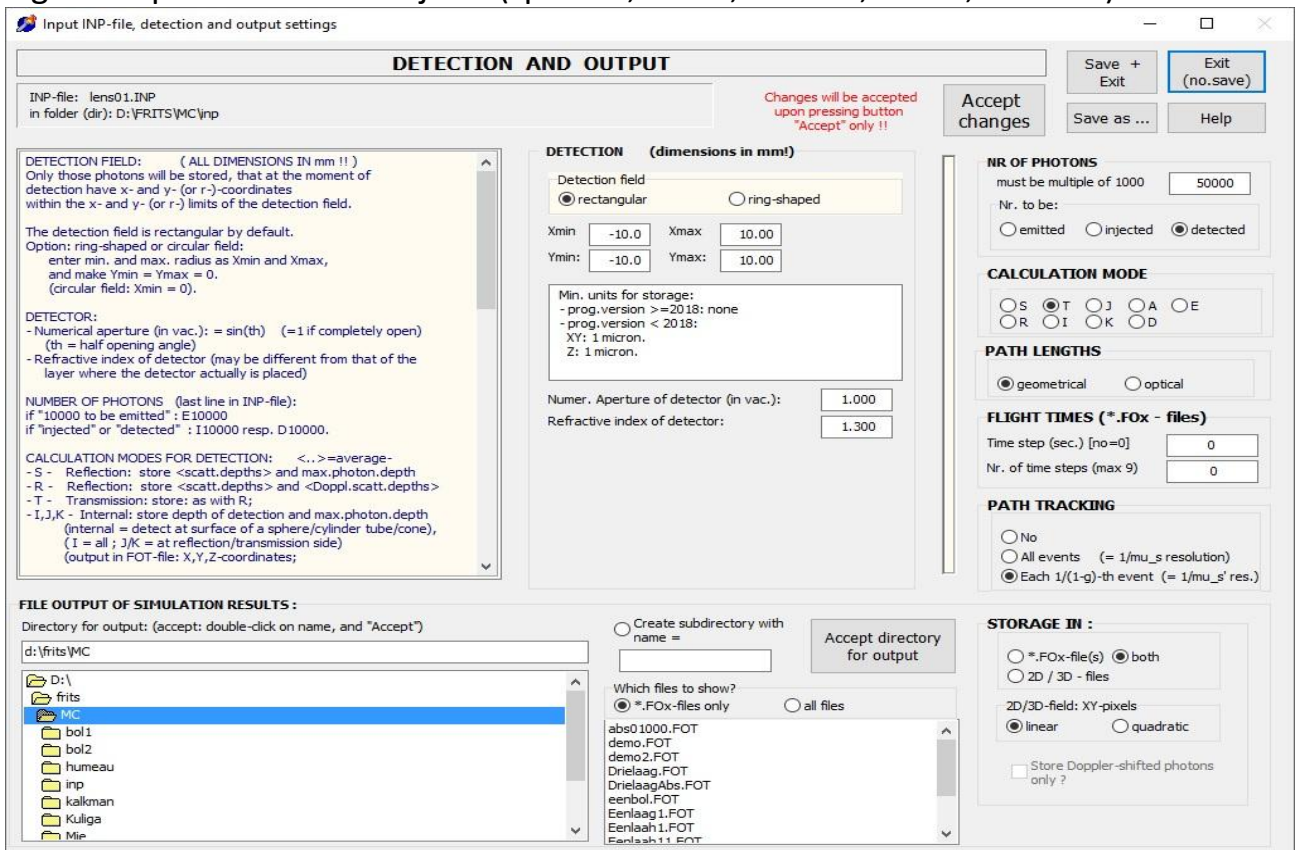 Input INP-file, detection and output settings
DETECTION AND OUTPUT
Save + Exit
Exit (no.save)
INP-file: lens01.INP
in folder (dir): D:\FRITS\MC\inp
Changes will be accepted
upon pressing button
"Accept" only !!
Accept changes
Save as ...
Help
DETECTION FIELD: ( ALL DIMENSIONS IN mm !! )
Only those photons will be stored, that at the moment of
detection have x- and y- (or r-)-coordinates
within the x- and y- (or r-) limits of the detection field.
The detection field is rectangular by default.
Option: ring-shaped or circular field:
enter min. and max. radius as Xmin and Xmax,
and make Ymin = Ymax = 0.
(circular field: Xmin = 0).
DETECTOR:
- Numerical aperture (in vac.): = sin(th) (=1 if completely open)
(th = half opening angle)
- Refractive index of detector (may be different from that of the
layer where the detector actually is placed)
NUMBER OF PHOTONS (last line in INP-file):
if "10000 to be emitted" : E10000
if "injected" or "detected" : I10000 resp. D10000.
CALCULATION MODES FOR DETECTION: <..>=average-
- S - Reflection: store <scatt.depths> and max.photon.depth
- R - Reflection: store <scatt.depths> and <Doppl.scatt.depths>
- T - Transmission: store: as with R;
- I,J,K - Internal: store depth of detection and max.photon.depth
(internal = detect at surface of a sphere/cylinder tube/cone),
( I = all ; J/K = at reflection/transmission side)
(output in FOT-file: X,Y,Z-coordinates;
DETECTION (dimensions in mm!)
Detection field
rectangular ring-shaped
Xmin -10.0 Xmax 10.00
Ymin: -10.0 Ymax: 10.00
Min. units for storage:
- prog.version >=2018: none
- prog.version < 2018:
XY: 1 micron.
Z: 1 micron.
Numer. Aperture of detector (in vac.): 1.000
Refractive index of detector: 1.300
NR OF PHOTONS
must be multiple of 1000 50000
Nr. to be:
emitted injected detected
CALCULATION MODE
S T J A E
R I K D
PATH LENGTHS
geometrical optical
FLIGHT TIMES (*.FOx - files)
Time step (sec.) [no=0] 0
Nr. of time steps (max 9) 0
PATH TRACKING
No
All events (= 1/mu_s resolution)
Each 1/(1-g)-th event (= 1/mu_s' res.)
FILE OUTPUT OF SIMULATION RESULTS :
Directory for output: (accept: double-click on name, and "Accept")
d:\frits\MC
D:\
frits
MC
bol1
bol2
humeau
inp
kalkman
Kuliga
Mie
Create subdirectory with
name =
Accept directory
for output
Which files to show?
*.FOx-files only all files
abs01000.FOT
demo.FOT
demo2.FOT
Drielaag.FOT
DrielaagAbs.FOT
eenbol.FOT
Eenlaag1.FOT
Eenlaah1.FOT
Eenlaah11.FOT
STORAGE IN :
*.FOx-file(s) both
2D / 3D - files
2D/3D-field: XY-pixels
linear quadratic
Store Doppler-shifted photons
only ?